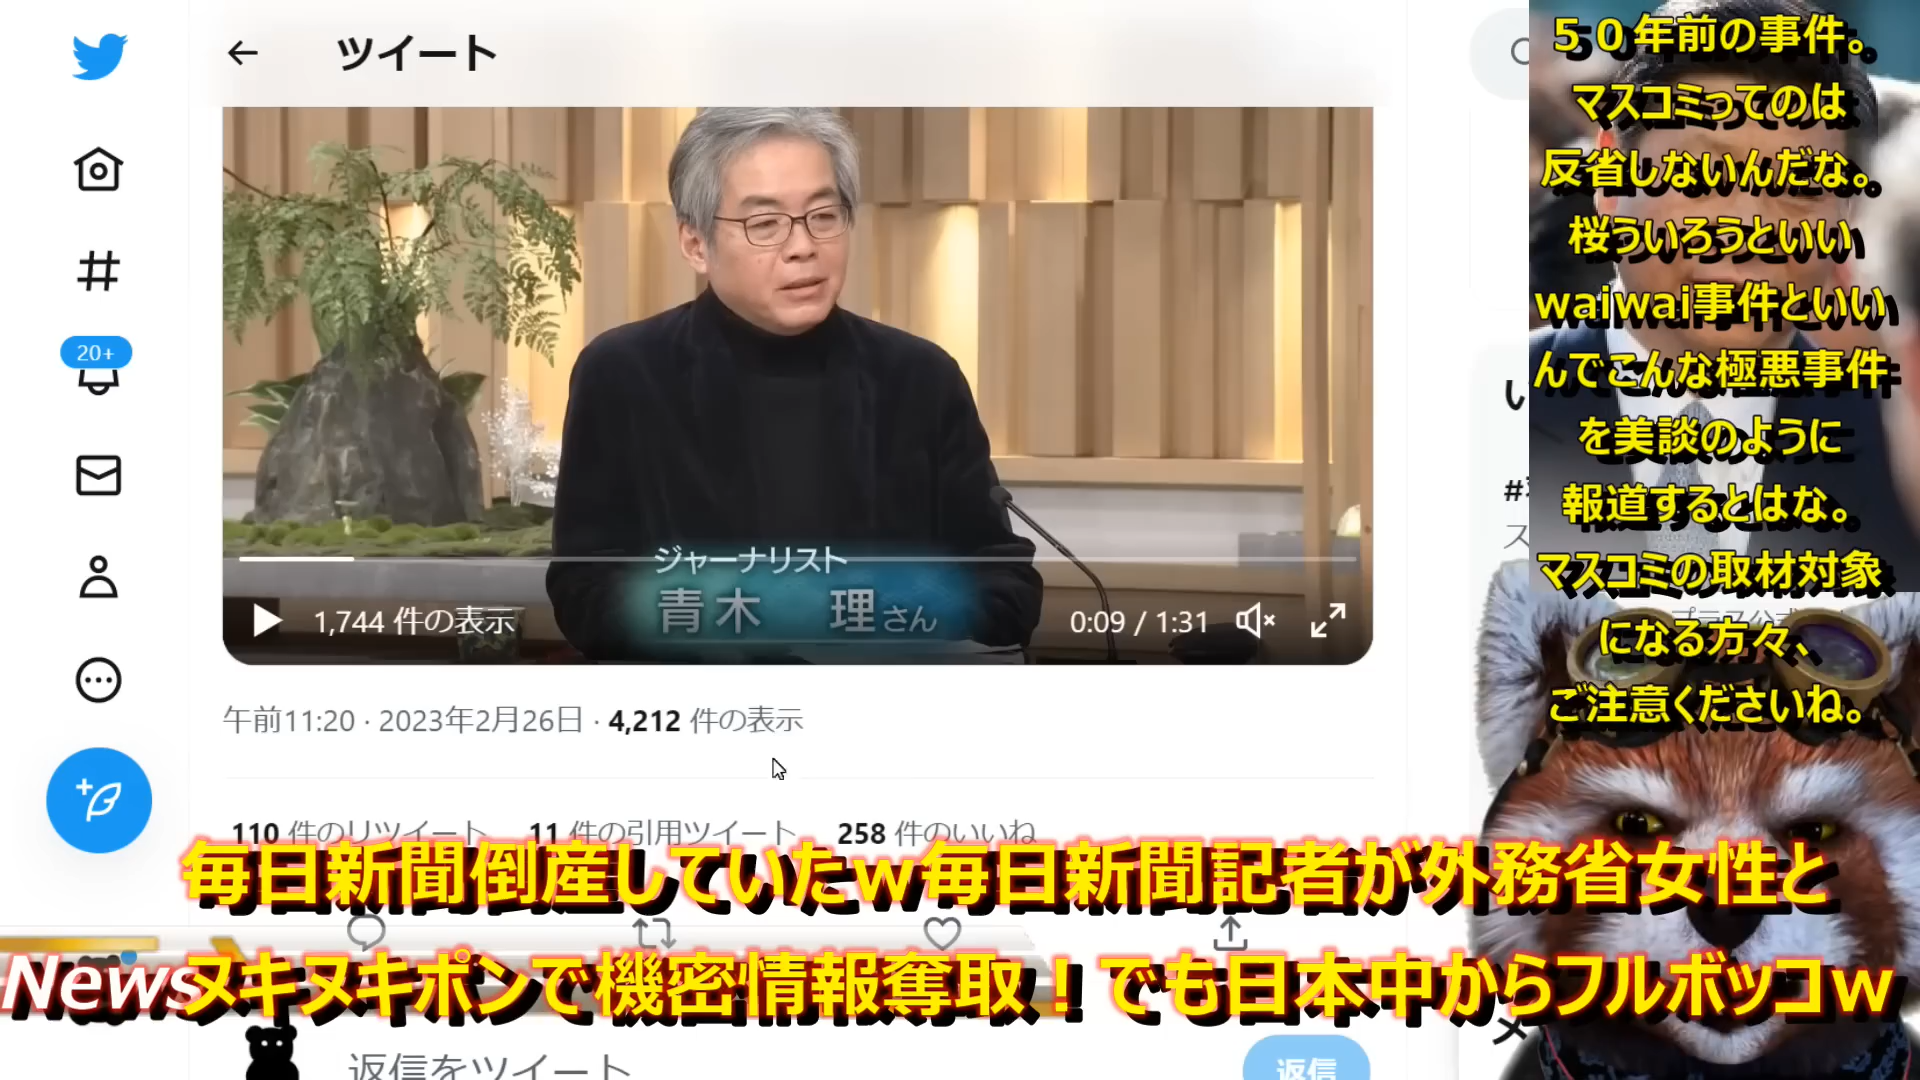 ツイート
20+
ジャーナリスト
青木 理さん
1,744 件の表示
0:09 / 1:31
午前11:20 · 2023年2月26日 · 4,212 件の表示
110 件のリツイート 11 件の引用ツイート 258 件のいいね
返信をツイート
返信
５０年前の事件。
マスコミってのは
反省しないんだな。
桜ういろうといい
waiwai事件といい
んでこんな極悪事件
を美談のように
報道するとはな。
マスコミの取材対象
になる方々、
ご注意くださいね。
毎日新聞倒産していたw毎日新聞記者が外務省女性と
News
ヌキヌキポンで機密情報奪取！でも日本中からフルボッコw